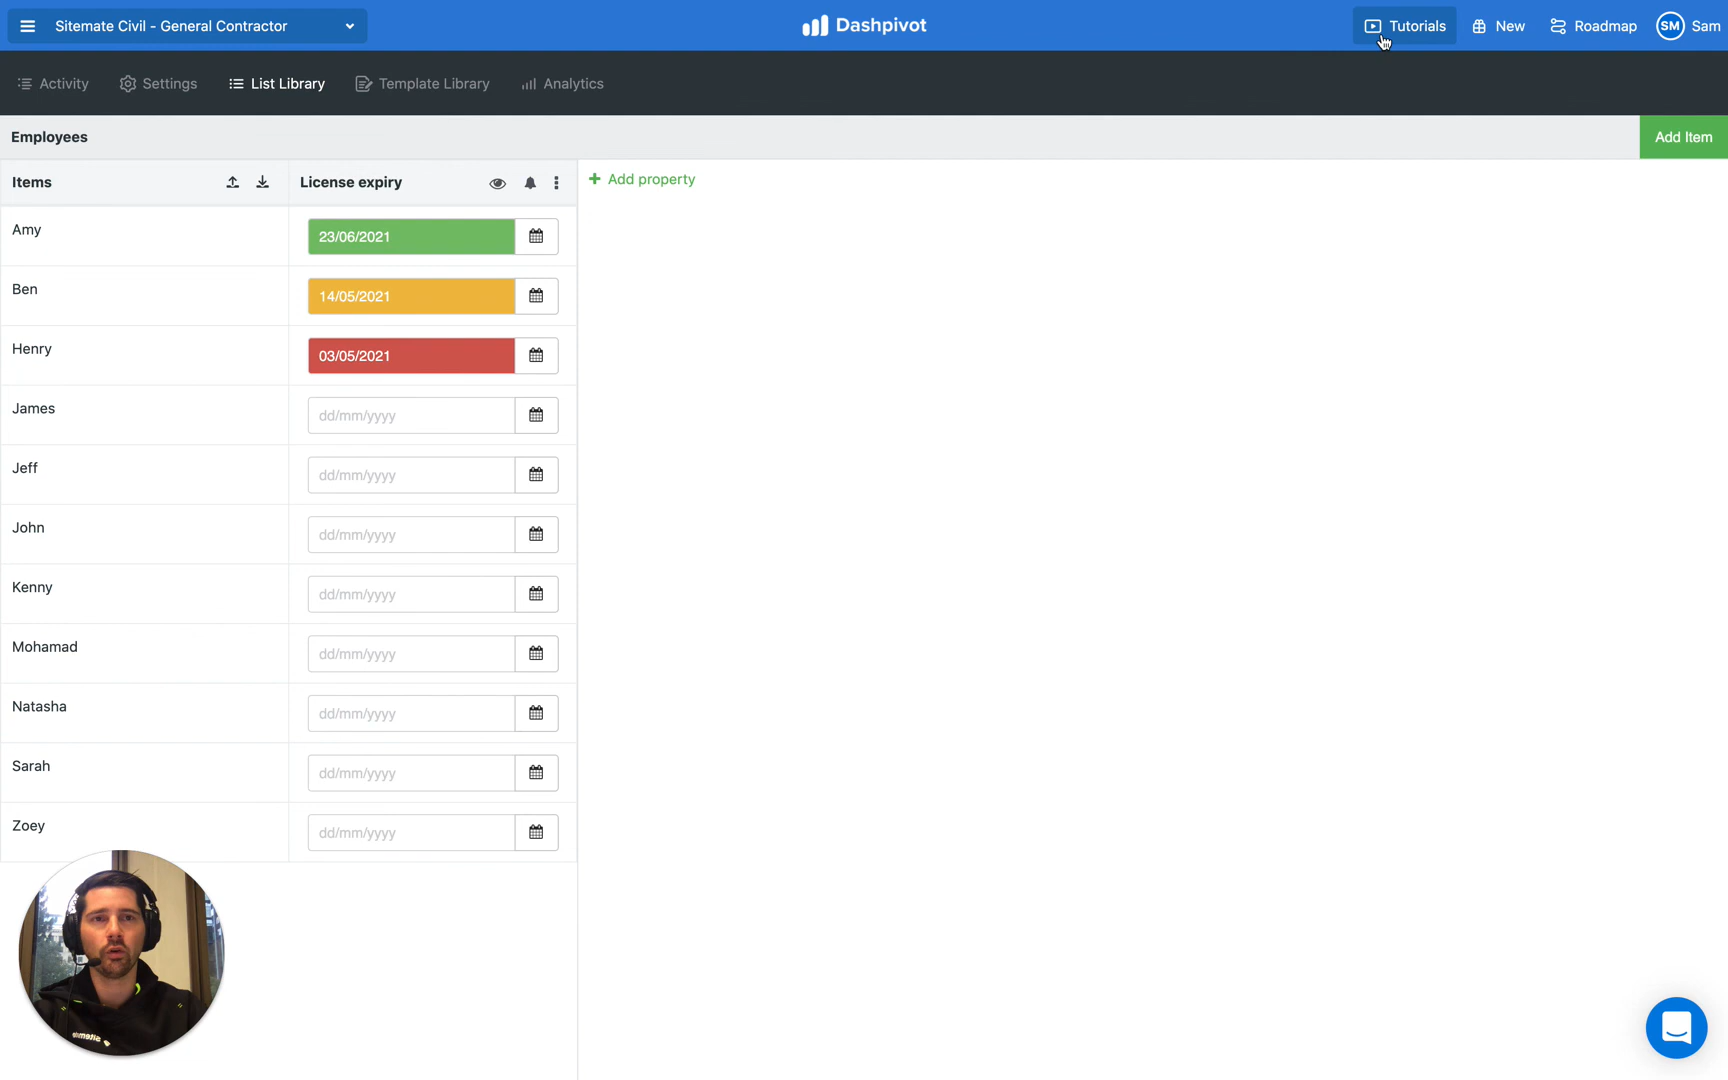 Sitemate Civil - General Contractor
Dashpivot
Tutorials
New
Roadmap
SM
Sam
Activity
Settings
List Library
Template Library
Analytics
Employees
Add Item
Items
License expiry
+ Add property
Amy
23/06/2021
Ben
14/05/2021
Henry
03/05/2021
James
dd/mm/yyyy
Jeff
dd/mm/yyyy
John
dd/mm/yyyy
Kenny
dd/mm/yyyy
Mohamad
dd/mm/yyyy
Natasha
dd/mm/yyyy
Sarah
dd/mm/yyyy
Zoey
dd/mm/yyyy
sitemate